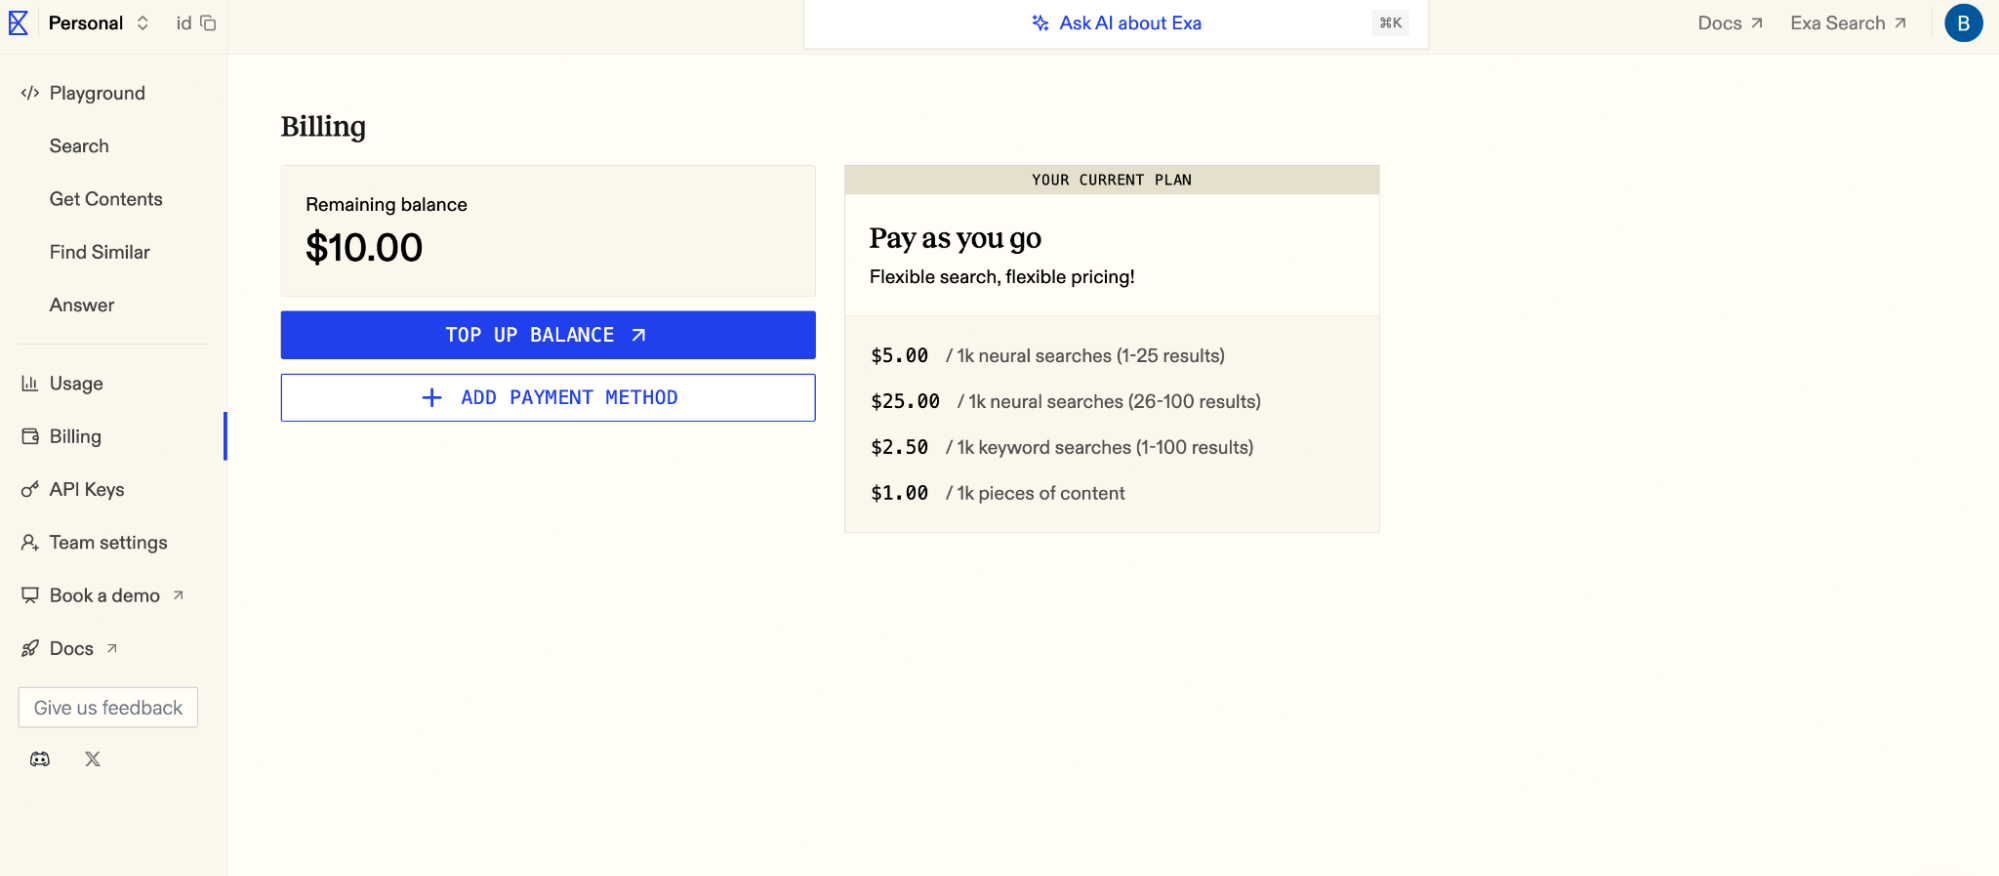 Personal
id
Ask AI about Exa
⌘K
Docs
Exa Search
B
Playground
Search
Get Contents
Find Similar
Answer
Usage
Billing
API Keys
Team settings
Book a demo
Docs
Give us feedback
Billing
Remaining balance
$10.00
TOP UP BALANCE
ADD PAYMENT METHOD
YOUR CURRENT PLAN
Pay as you go
Flexible search, flexible pricing!
$5.00 / 1k neural searches (1-25 results)
$25.00 / 1k neural searches (26-100 results)
$2.50 / 1k keyword searches (1-100 results)
$1.00 / 1k pieces of content